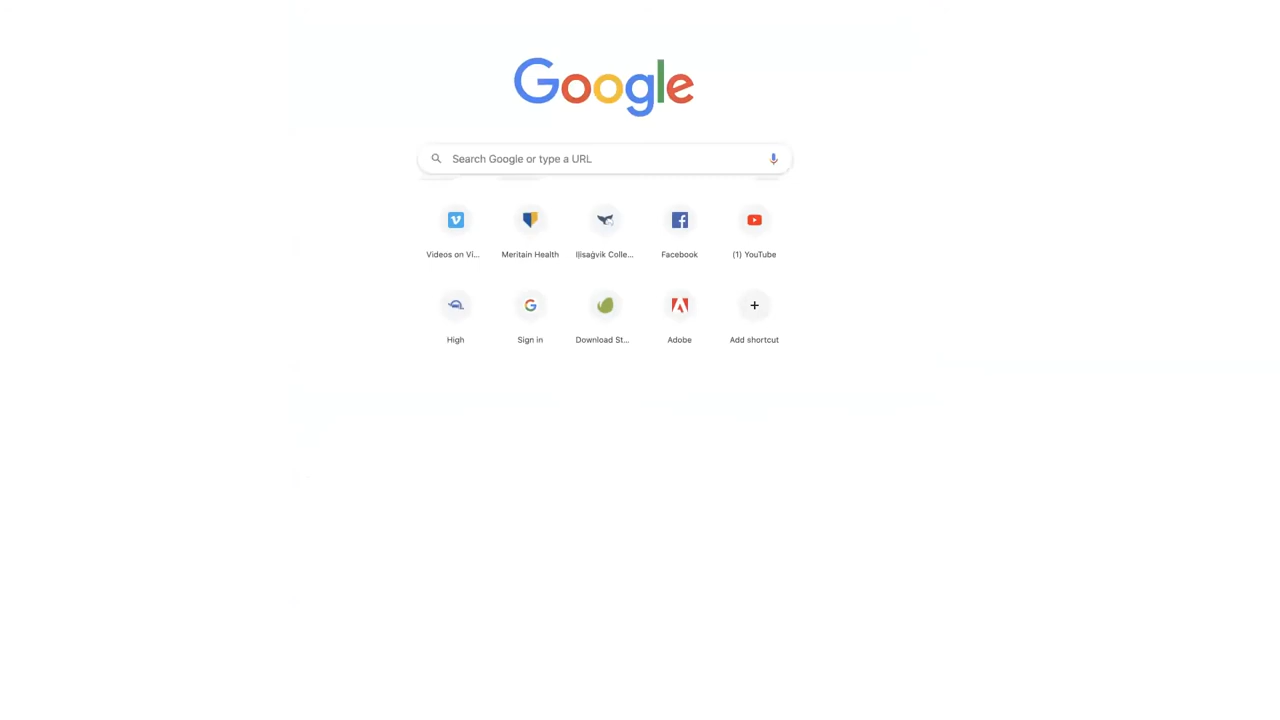 Google
Search Google or type a URL
Videos on Vi...
Meritain Health
Iḷisaġvik Colle...
Facebook
(1) YouTube
High
Sign in
Download St...
Adobe
Add shortcut